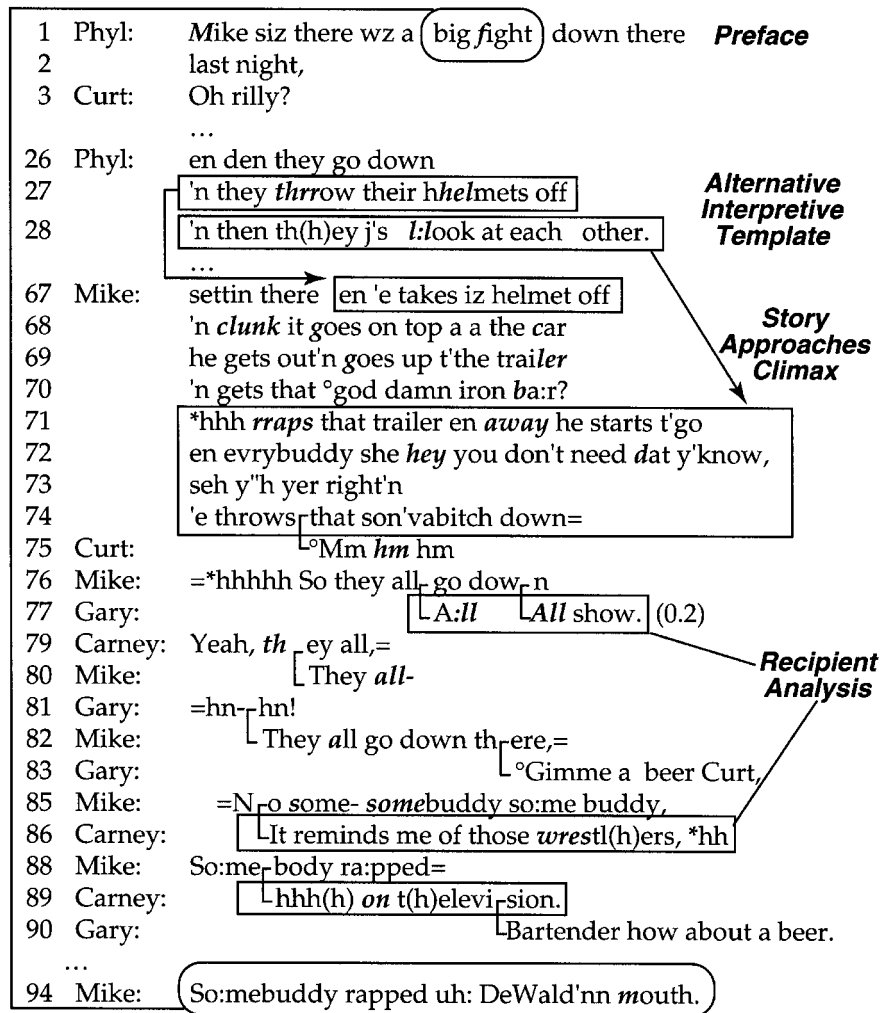 1 Phyl: Mike siz there wz a big fight down there Preface
2 last night,
3 Curt: Oh rilly?
...
26 Phyl: en den they go down
27 'n they thrrow their hhelmets off
Alternative
Interpretive
Template
28 'n then th(h)ey j's l:look at each other.
...
67 Mike: settin there en 'e takes iz helmet off
68 'n clunk it goes on top a a the car
69 he gets out'n goes up t'the trailer
70 'n gets that °god damn iron ba:r?
Story
Approaches
Climax
71 *hhh rraps that trailer en away he starts t'go
72 en evrybuddy she hey you don't need dat y'know,
73 seh y"h yer right'n
74 'e throws that son'vabitch down=
75 Curt: °Mm hm hm
76 Mike: =*hhhhh So they all go down
77 Gary: A:ll All show. (0.2)
79 Carney: Yeah, th ey all,=
80 Mike: They all-
Recipient
Analysis
81 Gary: =hn- hn!
82 Mike: They all go down there,=
83 Gary: °Gimme a beer Curt,
85 Mike: =No some- somebuddy so:me buddy,
86 Carney: It reminds me of those wrestl(h)ers, *hh
88 Mike: So:me body ra:pped=
89 Carney: hhh(h) on t(h)elevision.
90 Gary: Bartender how about a beer.
...
94 Mike: So:mebuddy rapped uh: DeWald'nn mouth.